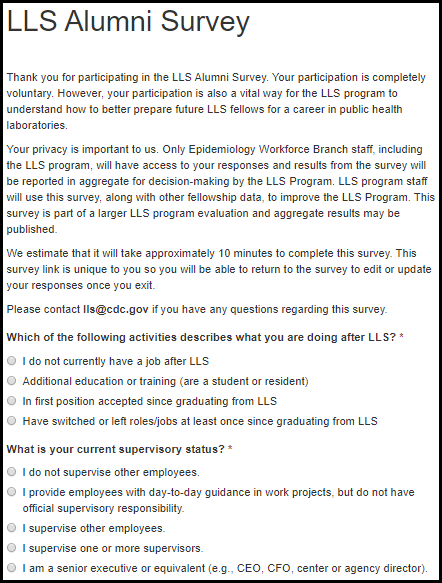 LLS Alumni Survey
Thank you for participating in the LLS Alumni Survey. Your participation is completely
voluntary. However, your participation is also a vital way for the LLS program to
understand how to better prepare future LLS fellows for a career in public health
laboratories.
Your privacy is important to us. Only Epidemiology Workforce Branch staff, including
the LLS program, will have access to your responses and results from the survey will
be reported in aggregate for decision-making by the LLS Program. LLS program staff
will use this survey, along with other fellowship data, to improve the LLS Program. This
survey is part of a larger LLS program evaluation and aggregate results may be
published.
We estimate that it will take approximately 10 minutes to complete this survey. This
survey link is unique to you so you will be able to return to the survey to edit or update
your responses once you exit.
Please contact lls@cdc.gov if you have any questions regarding this survey.
Which of the following activities describes what you are doing after LLS? *
I do not currently have a job after LLS
Additional education or training (are a student or resident)
In first position accepted since graduating from LLS
Have switched or left roles/jobs at least once since graduating from LLS
What is your current supervisory status? *
I do not supervise other employees.
I provide employees with day-to-day guidance in work projects, but do not have
official supervisory responsibility.
I supervise other employees.
I supervise one or more supervisors.
I am a senior executive or equivalent (e.g., CEO, CFO, center or agency director).